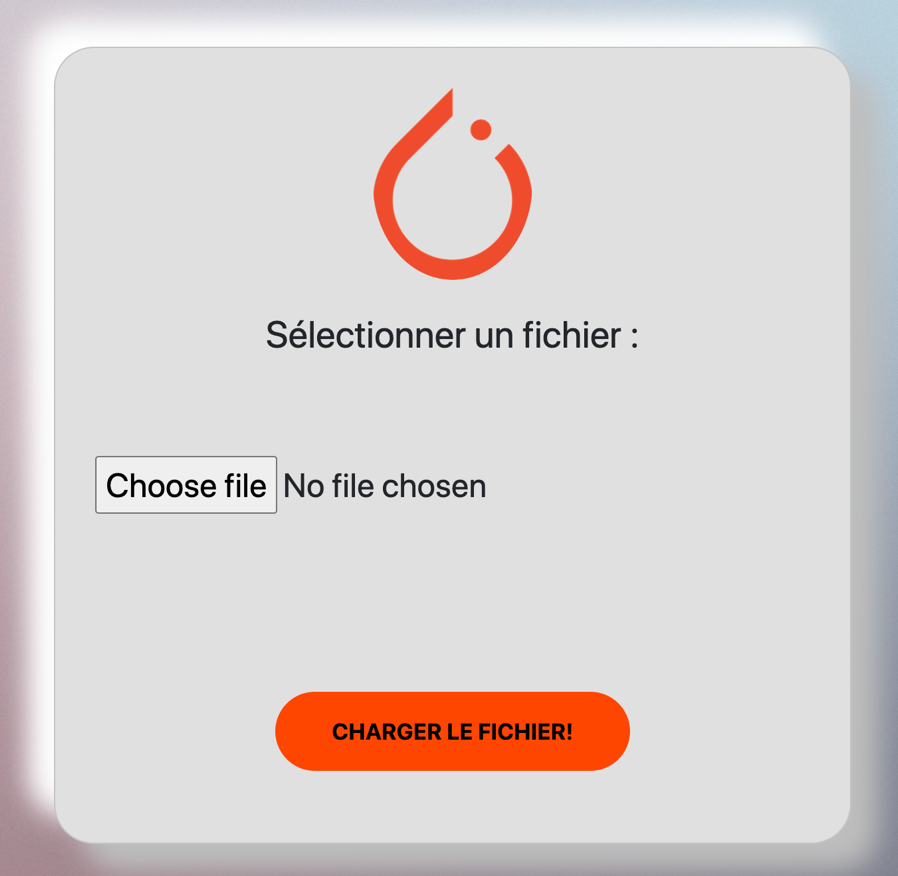 Sélectionner un fichier :
Choose file No file chosen
CHARGER LE FICHIER!